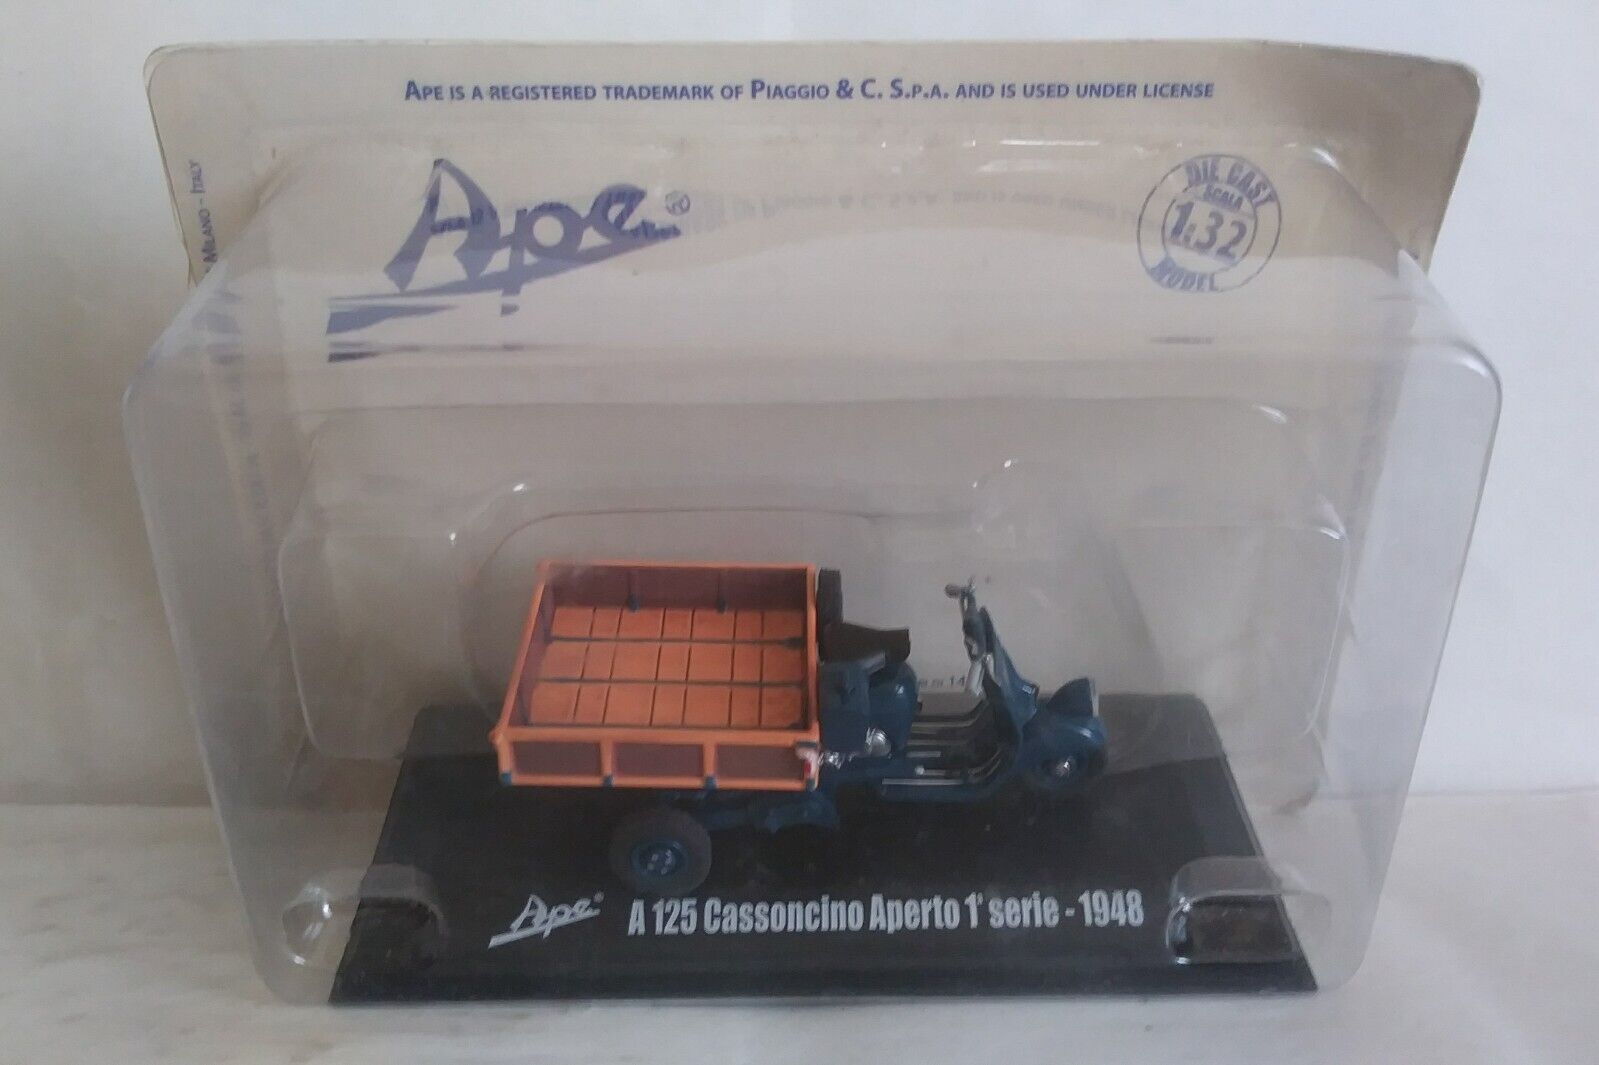 APE IS A REGISTERED TRADEMARK OF PIAGGIO & C. S.P.A. AND IS USED UNDER LICENSE
MILANO - ITALY
Ape®
DIE CAST
SCALA
1:32
MODEL
Ape® A 125 Cassoncino Aperto 1ª serie - 1948